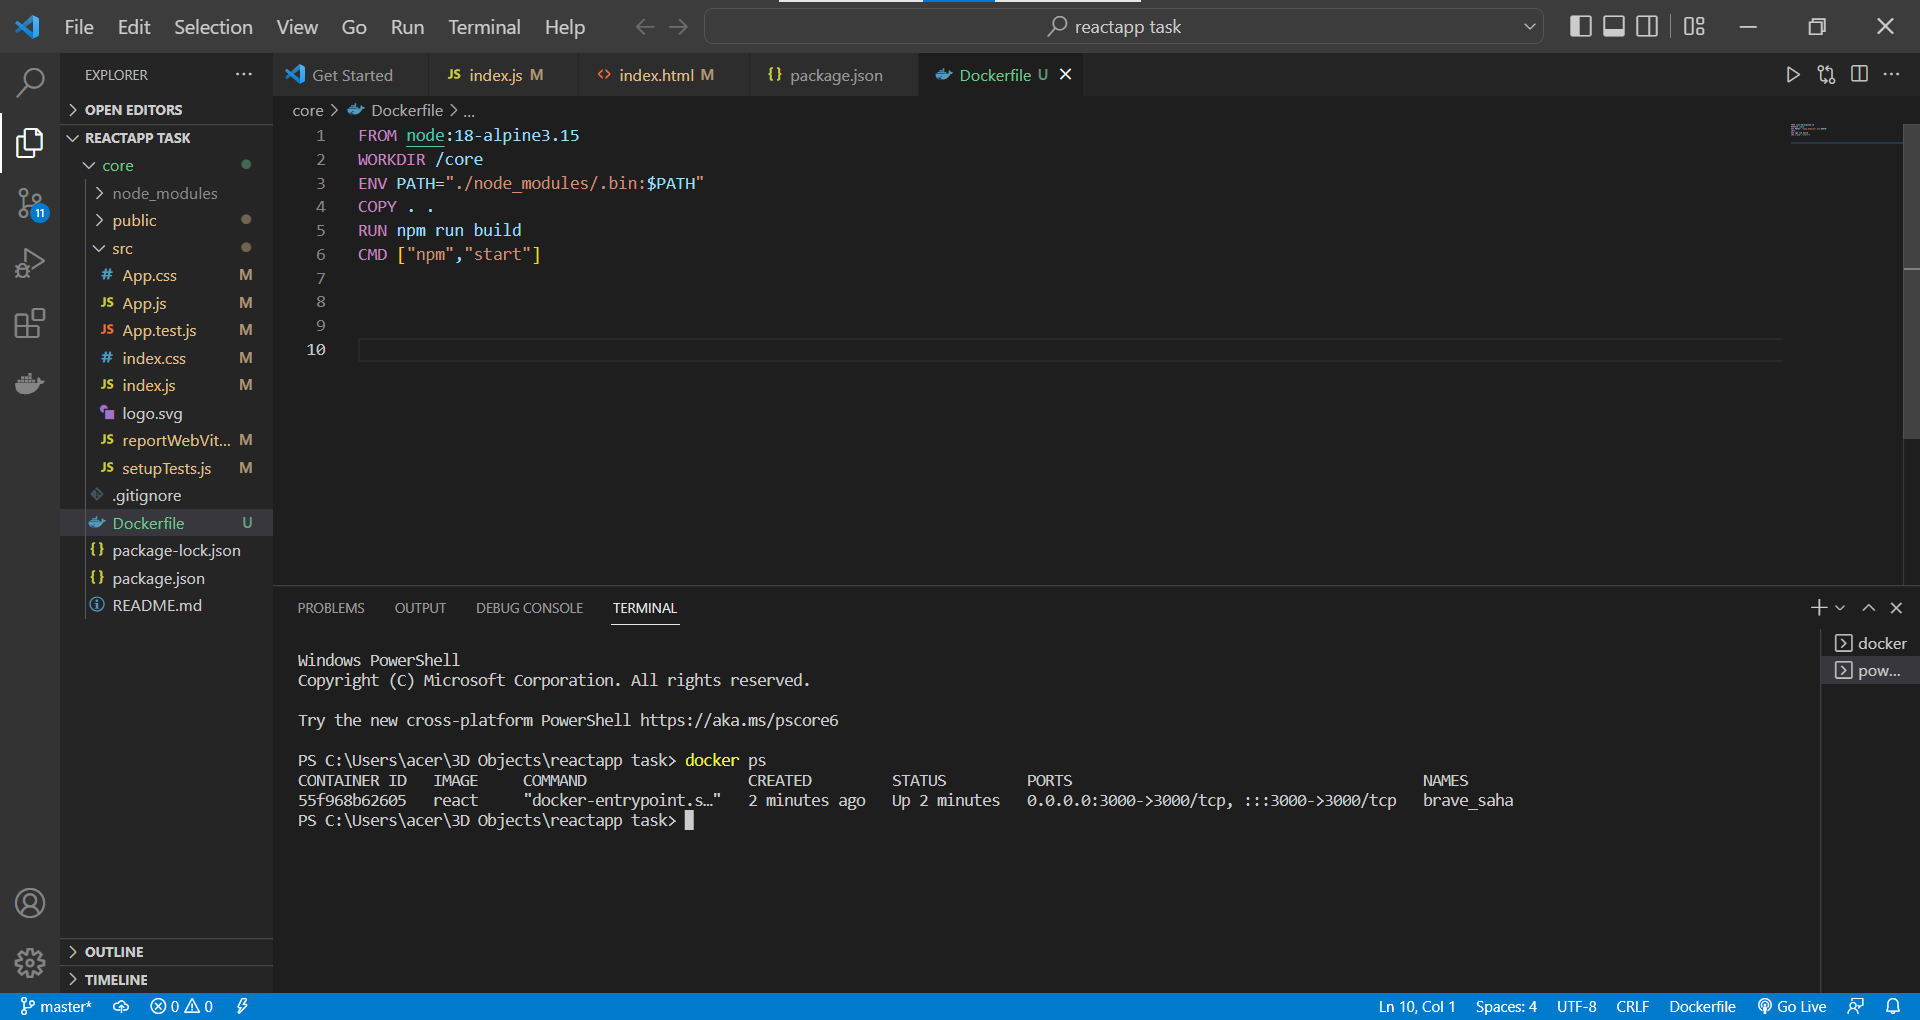 File Edit Selection View Go Run Terminal Help
reactapp task
EXPLORER
OPEN EDITORS
REACTAPP TASK
core
node_modules
public
src
App.css M
App.js M
App.test.js M
index.css M
index.js M
logo.svg
reportWebVit... M
setupTests.js M
.gitignore
Dockerfile U
package-lock.json
package.json
README.md
OUTLINE
TIMELINE
11
Get Started
index.js M
index.html M
package.json
Dockerfile U
core > Dockerfile > ...
1 FROM node:18-alpine3.15
2 WORKDIR /core
3 ENV PATH="./node_modules/.bin:$PATH"
4 COPY . .
5 RUN npm run build
6 CMD ["npm","start"]
7
8
9
10
PROBLEMS OUTPUT DEBUG CONSOLE TERMINAL
Windows PowerShell
Copyright (C) Microsoft Corporation. All rights reserved.
Try the new cross-platform PowerShell https://aka.ms/pscore6
PS C:\Users\acer\3D Objects\reactapp task> docker ps
CONTAINER ID IMAGE COMMAND CREATED STATUS PORTS NAMES
55f968b62605 react "docker-entrypoint.s…" 2 minutes ago Up 2 minutes 0.0.0.0:3000->3000/tcp, :::3000->3000/tcp brave_saha
PS C:\Users\acer\3D Objects\reactapp task>
docker
pow...
master* 0 0 Ln 10, Col 1 Spaces: 4 UTF-8 CRLF Dockerfile Go Live